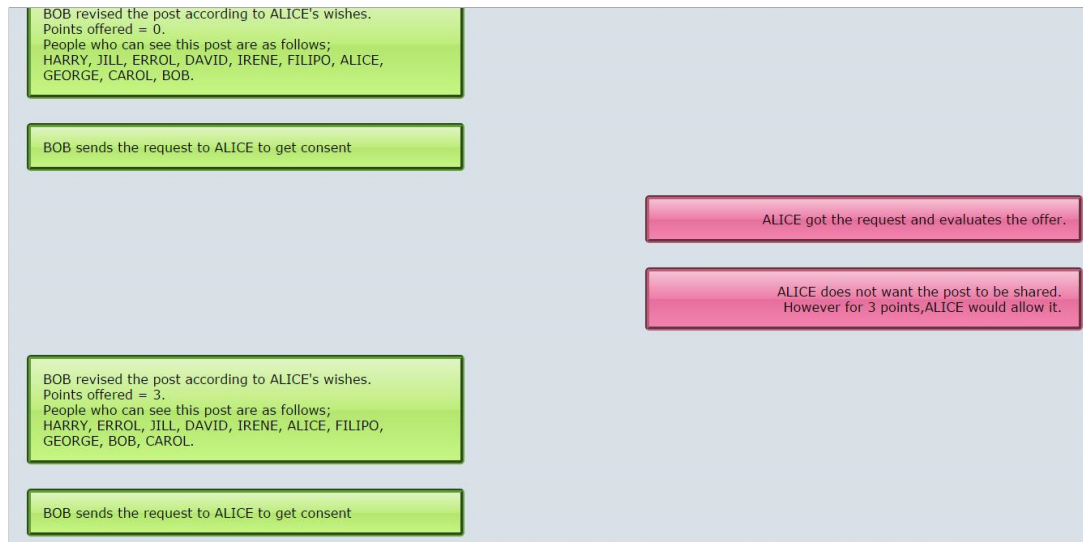 BOB revised the post according to ALICE's wishes.
Points offered = 0.
People who can see this post are as follows;
HARRY, JILL, ERROL, DAVID, IRENE, FILIPO, ALICE,
GEORGE, CAROL, BOB.
BOB sends the request to ALICE to get consent
ALICE got the request and evaluates the offer.
ALICE does not want the post to be shared.
However for 3 points,ALICE would allow it.
BOB revised the post according to ALICE's wishes.
Points offered = 3.
People who can see this post are as follows;
HARRY, ERROL, JILL, DAVID, IRENE, ALICE, FILIPO,
GEORGE, BOB, CAROL.
BOB sends the request to ALICE to get consent